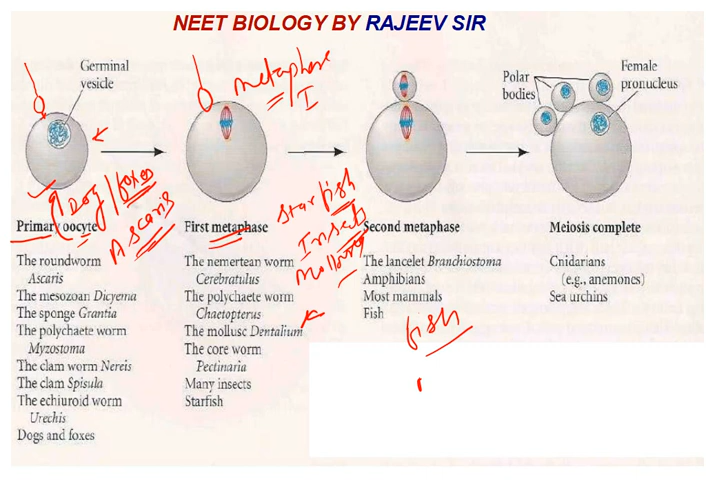 NEET BIOLOGY BY RAJEEV SIR
Germinal
vesicle
metaphase
I
Polar
bodies
Female
pronucleus
Dog/foxes
Ascaris
Starfish
Insects
Mollusc
Primary oocyte
First metaphase
Second metaphase
Meiosis complete
The roundworm
Ascaris
The mesozoan Dicyema
The sponge Grantia
The polychaete worm
Myzostoma
The clam worm Nereis
The clam Spisula
The echiuroid worm
Urechis
Dogs and foxes
The nemertean worm
Cerebratulus
The polychaete worm
Chaetopterus
The mollusc Dentalium
The core worm
Pectinaria
Many insects
Starfish
The lancelet Branchiostoma
Amphibians
Most mammals
Fish
fish
Cnidarians
(e.g., anemones)
Sea urchins